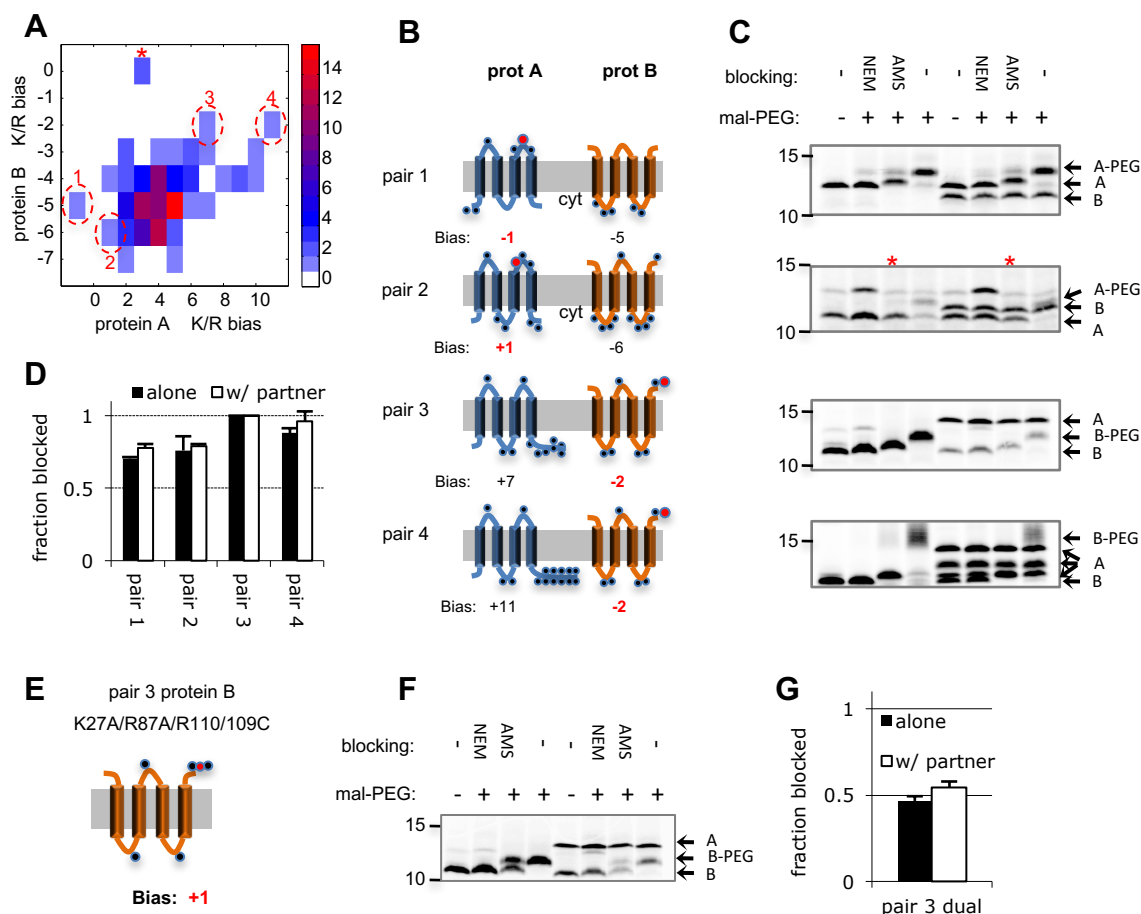 A
*
1
2
3
4
0
-1
-2
-3
-4
-5
-6
-7
protein B K/R bias
0 2 4 6 8 10
protein A K/R bias
14
12
10
8
6
4
2
0
B
prot A prot B
pair 1
cyt
Bias: -1 -5
pair 2
cyt
Bias: +1 -6
pair 3
Bias: +7 -2
pair 4
Bias: +11 -2
C
blocking: - NEM AMS - - NEM AMS -
mal-PEG: - + + + - + + +
15
10
A-PEG
A
B
* *
15
10
A-PEG
B
A
15
10
A
B-PEG
B
15
B-PEG
A
B
D
alone w/ partner
fraction blocked
1
0.5
0
pair 1
pair 2
pair 3
pair 4
E
pair 3 protein B
K27A/R87A/R110/109C
Bias: +1
F
blocking: - NEM AMS - - NEM AMS -
mal-PEG: - + + + - + + +
15
10
A
B-PEG
B
G
fraction blocked
1
0.5
0
alone
w/ partner
pair 3 dual